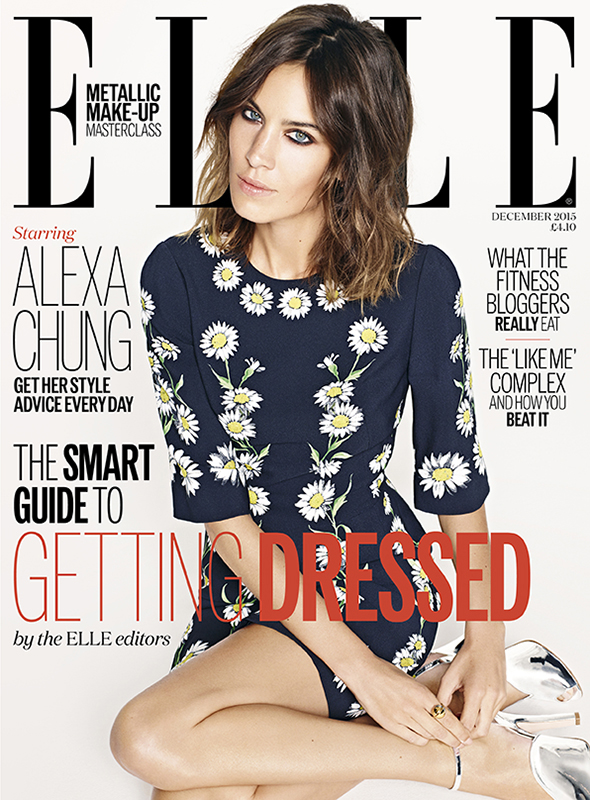 ELLE
METALLIC
MAKE-UP
MASTERCLASS
®
DECEMBER 2015
£4.10
Starring
ALEXA
CHUNG
GET HER STYLE
ADVICE EVERY DAY
WHAT THE
FITNESS
BLOGGERS
REALLY EAT
THE ‘LIKE ME’
COMPLEX
AND HOW YOU
BEAT IT
THE SMART
GUIDE TO
GETTING DRESSED
by the ELLE editors